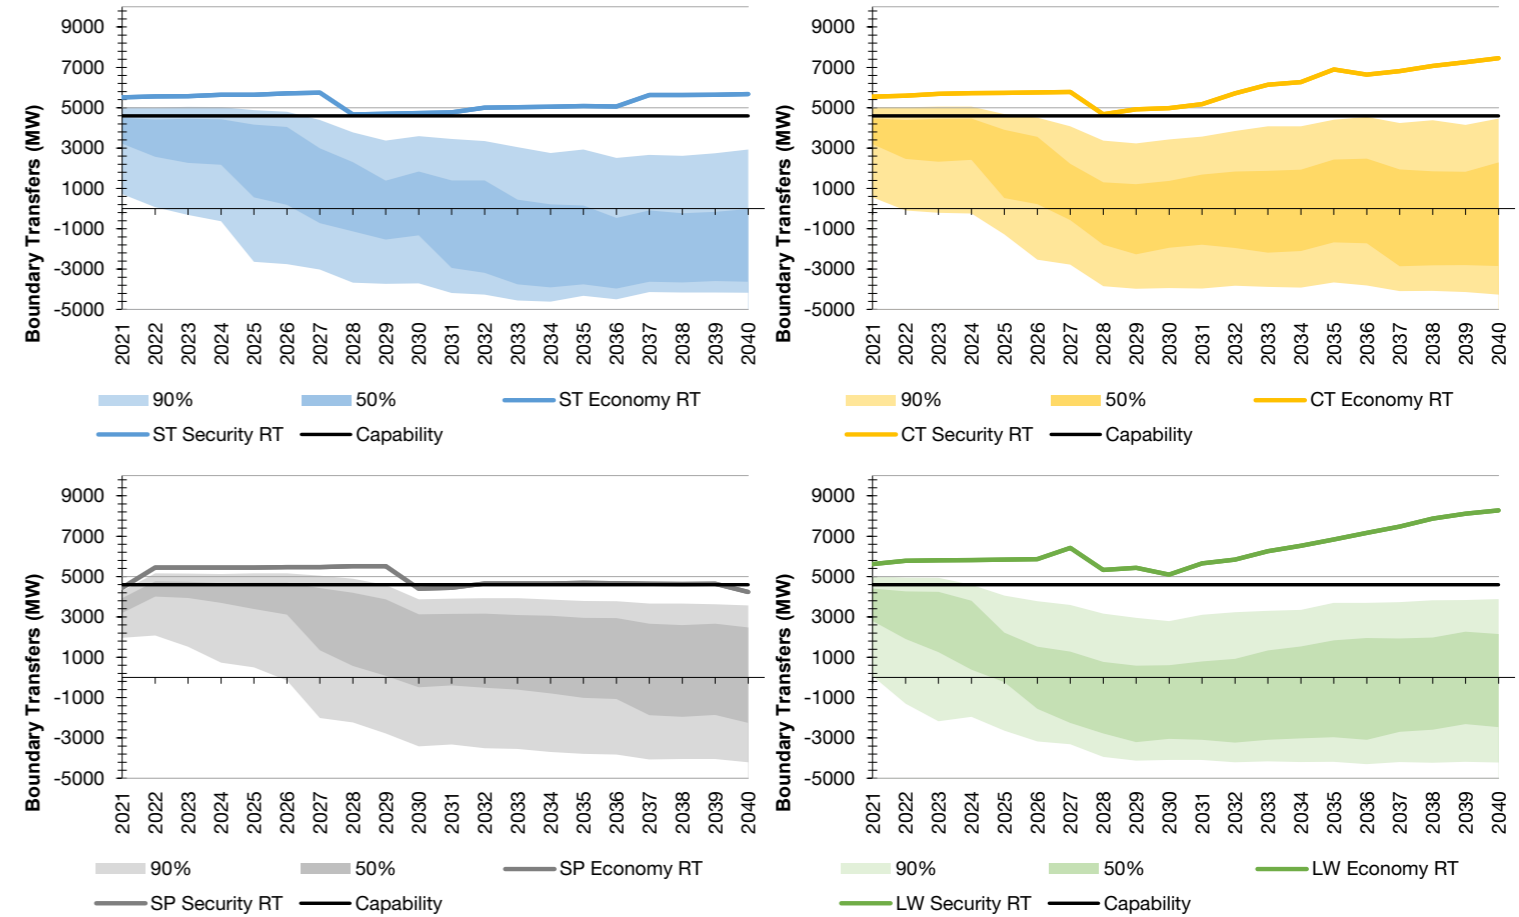 Boundary Transfers (MW)
9000
7000
5000
3000
1000
-1000
-3000
-5000
2021 2022 2023 2024 2025 2026 2027 2028 2029 2030 2031 2032 2033 2034 2035 2036 2037 2038 2039 2040
90% 50% ST Economy RT
ST Security RT Capability
Boundary Transfers (MW)
9000
7000
5000
3000
1000
-1000
-3000
-5000
2021 2022 2023 2024 2025 2026 2027 2028 2029 2030 2031 2032 2033 2034 2035 2036 2037 2038 2039 2040
90% 50% CT Economy RT
CT Security RT Capability
Boundary Transfers (MW)
9000
7000
5000
3000
1000
-1000
-3000
-5000
2021 2022 2023 2024 2025 2026 2027 2028 2029 2030 2031 2032 2033 2034 2035 2036 2037 2038 2039 2040
90% 50% SP Economy RT
SP Security RT Capability
Boundary Transfers (MW)
9000
7000
5000
3000
1000
-1000
-3000
-5000
2021 2022 2023 2024 2025 2026 2027 2028 2029 2030 2031 2032 2033 2034 2035 2036 2037 2038 2039 2040
90% 50% LW Economy RT
LW Security RT Capability